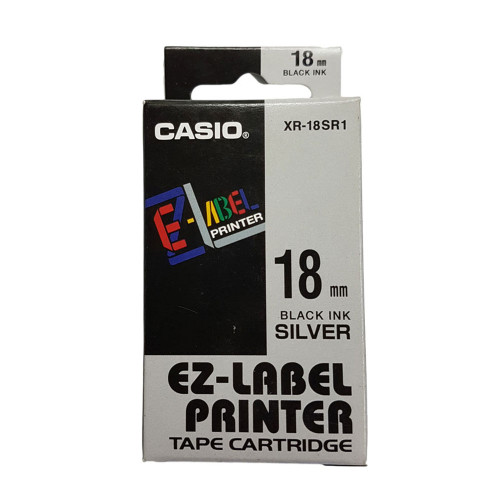 18 mm
BLACK INK
CASIO®
XR-18SR1
EZ-LABEL
PRINTER
18 mm
BLACK INK
SILVER
EZ-LABEL
PRINTER
TAPE CARTRIDGE